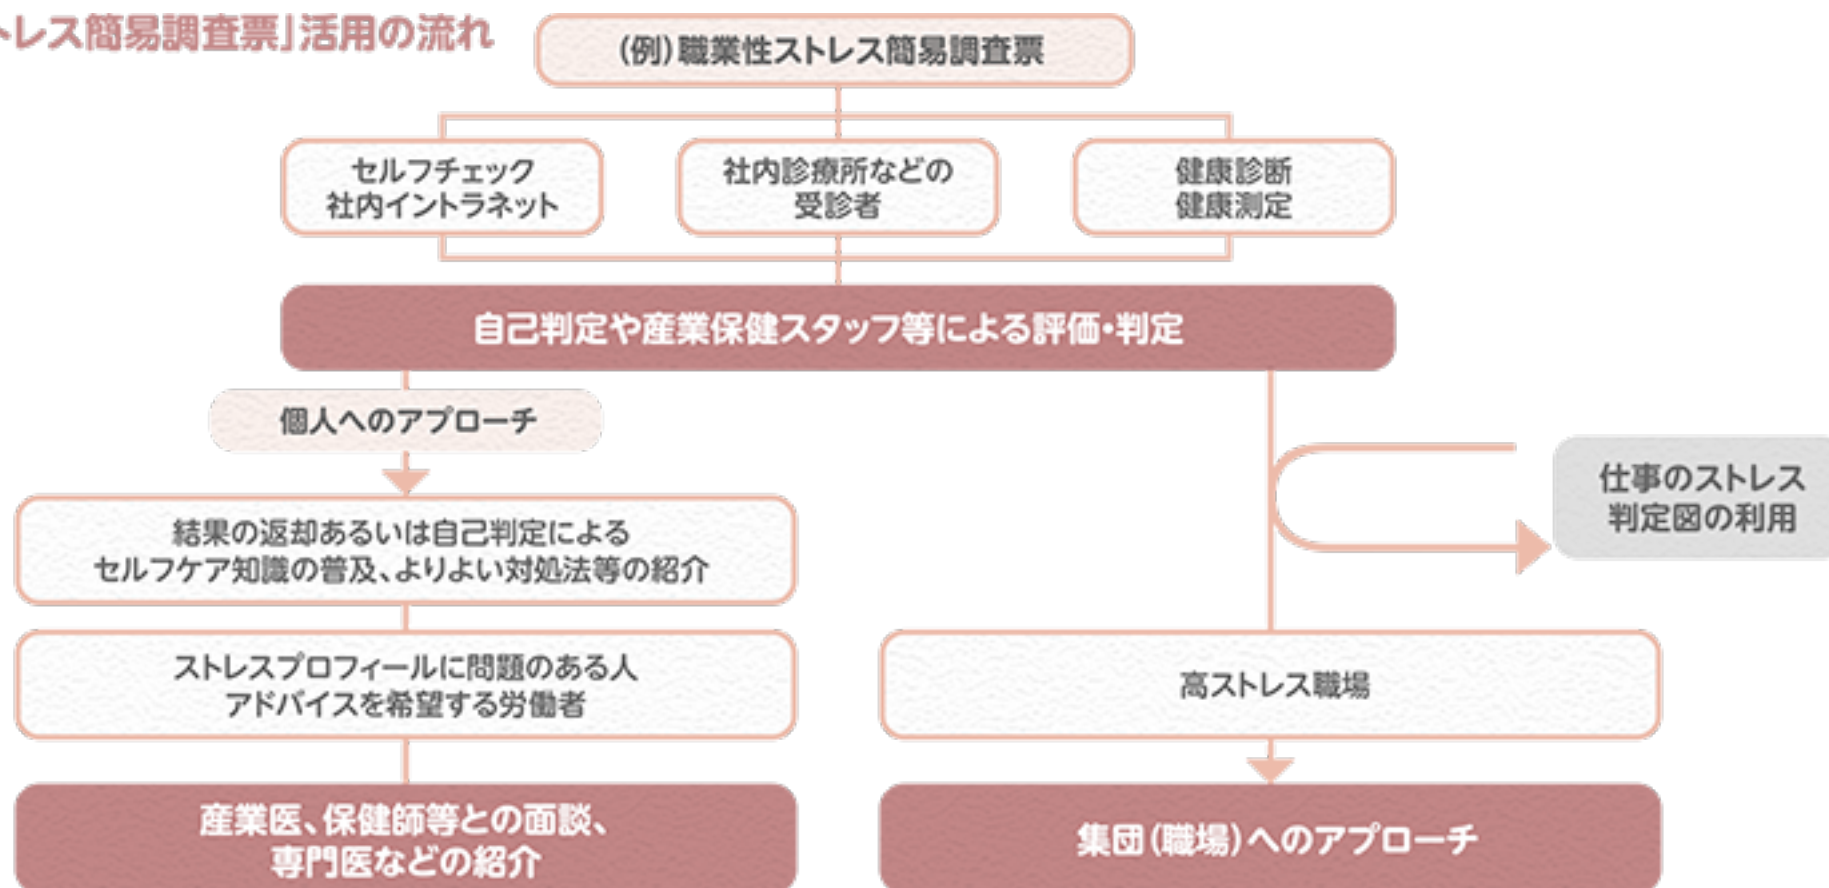 トレス簡易調査票」活用の流れ
(例)職業性ストレス簡易調査票
セルフチェック
社内イントラネット
社内診療所などの
受診者
健康診断
健康測定
自己判定や産業保健スタッフ等による評価・判定
個人へのアプローチ
結果の返却あるいは自己判定による
セルフケア知識の普及、よりよい対処法等の紹介
仕事のストレス
判定図の利用
ストレスプロフィールに問題のある人
アドバイスを希望する労働者
高ストレス職場
産業医、保健師等との面談、
専門医などの紹介
集団(職場)へのアプローチ